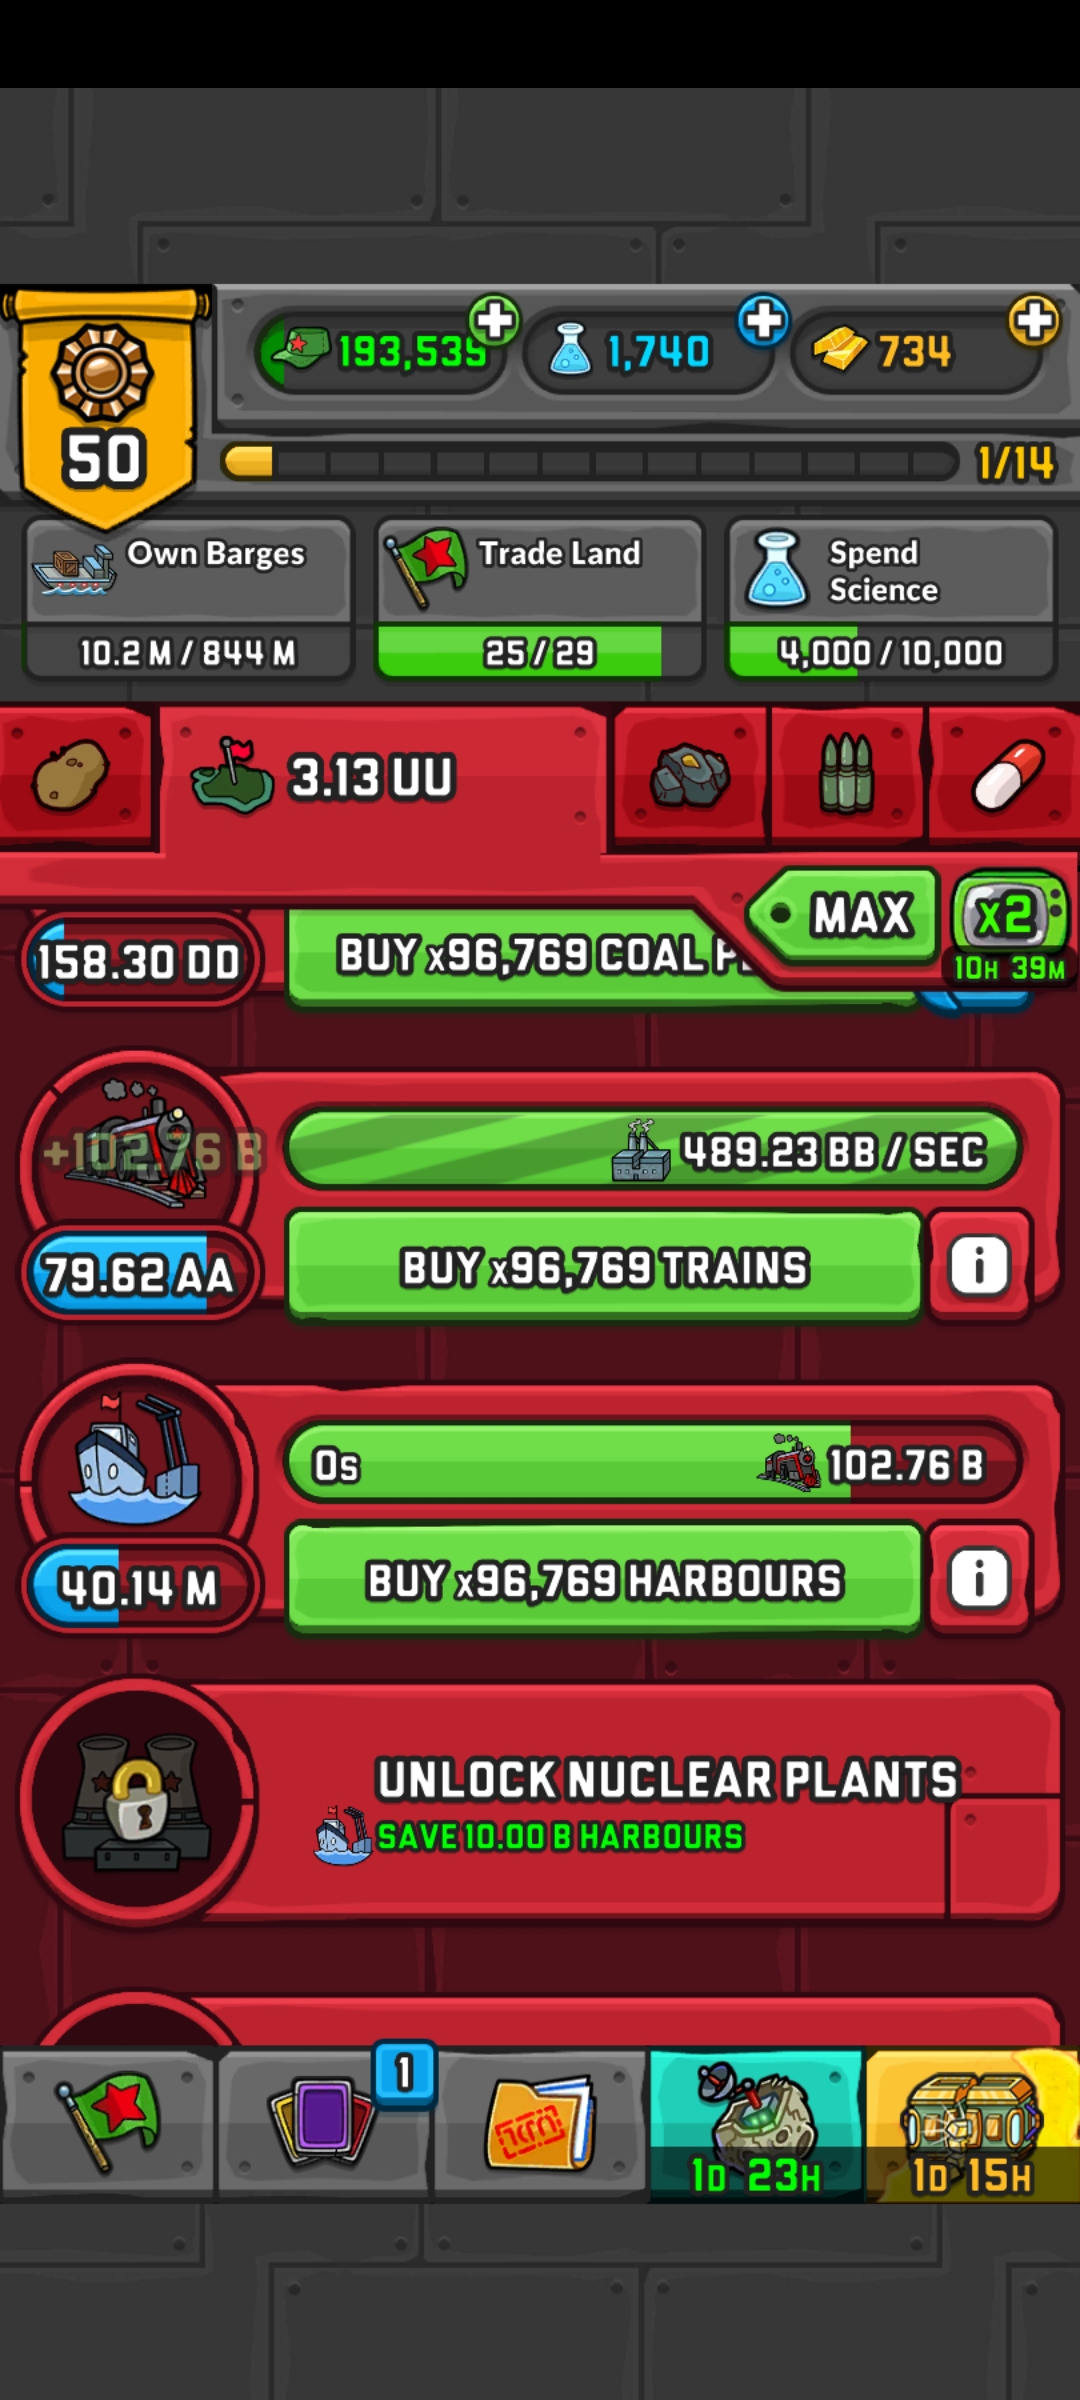 193,539
1,740
734
50
1/14
Own Barges
10.2 M / 844 M
Trade Land
25 / 29
Spend
Science
4,000 / 10,000
3.13 UU
MAX
x2
10H 39M
158.30 DD
BUY x96,769 COAL
+102.76 B
489.23 BB / SEC
79.62 AA
BUY x96,769 TRAINS
i
0s
102.76 B
40.14 M
BUY x96,769 HARBOURS
i
UNLOCK NUCLEAR PLANTS
SAVE 10.00 B HARBOURS
1
1D 23H
1D 15H